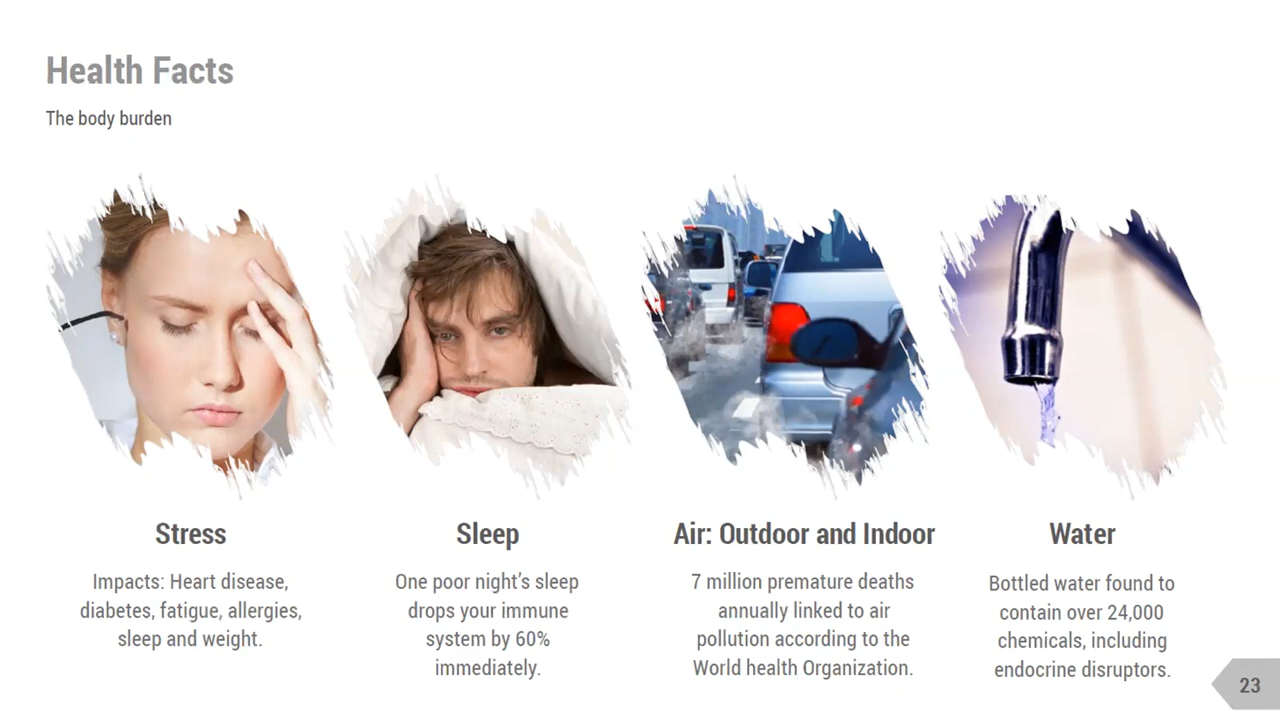 Health Facts
The body burden
Stress
Impacts: Heart disease,
diabetes, fatigue, allergies,
sleep and weight.
Sleep
One poor night’s sleep
drops your immune
system by 60%
immediately.
Air: Outdoor and Indoor
7 million premature deaths
annually linked to air
pollution according to the
World health Organization.
Water
Bottled water found to
contain over 24,000
chemicals, including
endocrine disruptors.
23